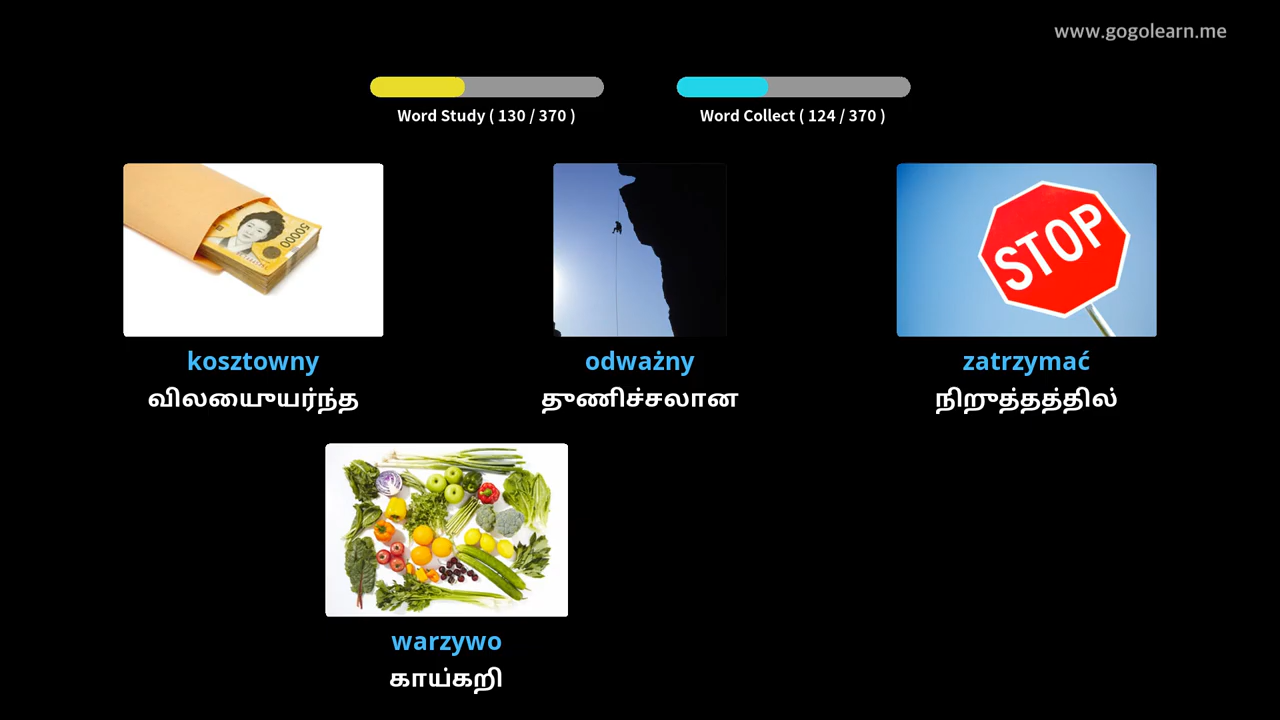 www.gogolearn.me
Word Study ( 130 / 370 )
Word Collect ( 124 / 370 )
50000
STOP
kosztowny
odważny
zatrzymać
விலையுயர்ந்த
துணிச்சலான
நிறுத்தத்தில்
warzywo
காய்கறி